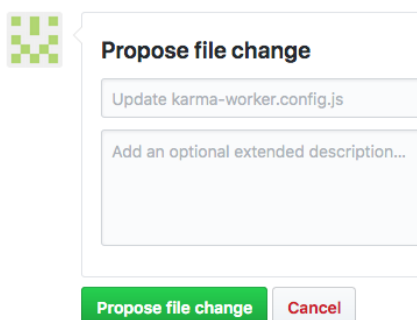 Propose file change
Update karma-worker.config.js
Add an optional extended description...
Propose file change
Cancel